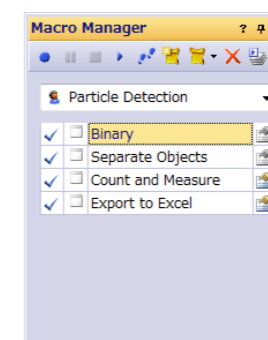 Macro Manager ?
Particle Detection
Binary
Separate Objects
Count and Measure
Export to Excel